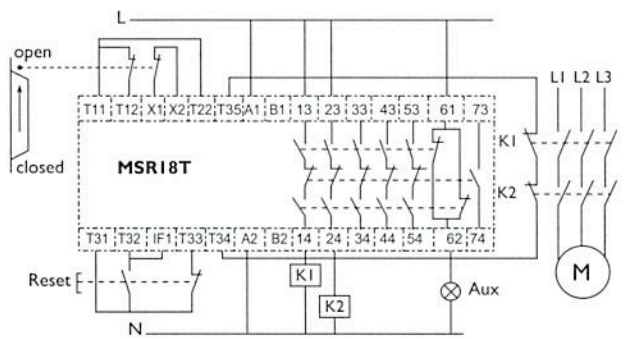 L
open
closed
L1 L2 L3
T11 T12 X1 X2 T22 T35 A1 B1 13 23 33 43 53 61 73
MSR18T
K1
K2
T31 T32 IF1 T33 T34 A2 B2 14 24 34 44 54 62 74
Reset
K1
K2
Aux
M
N